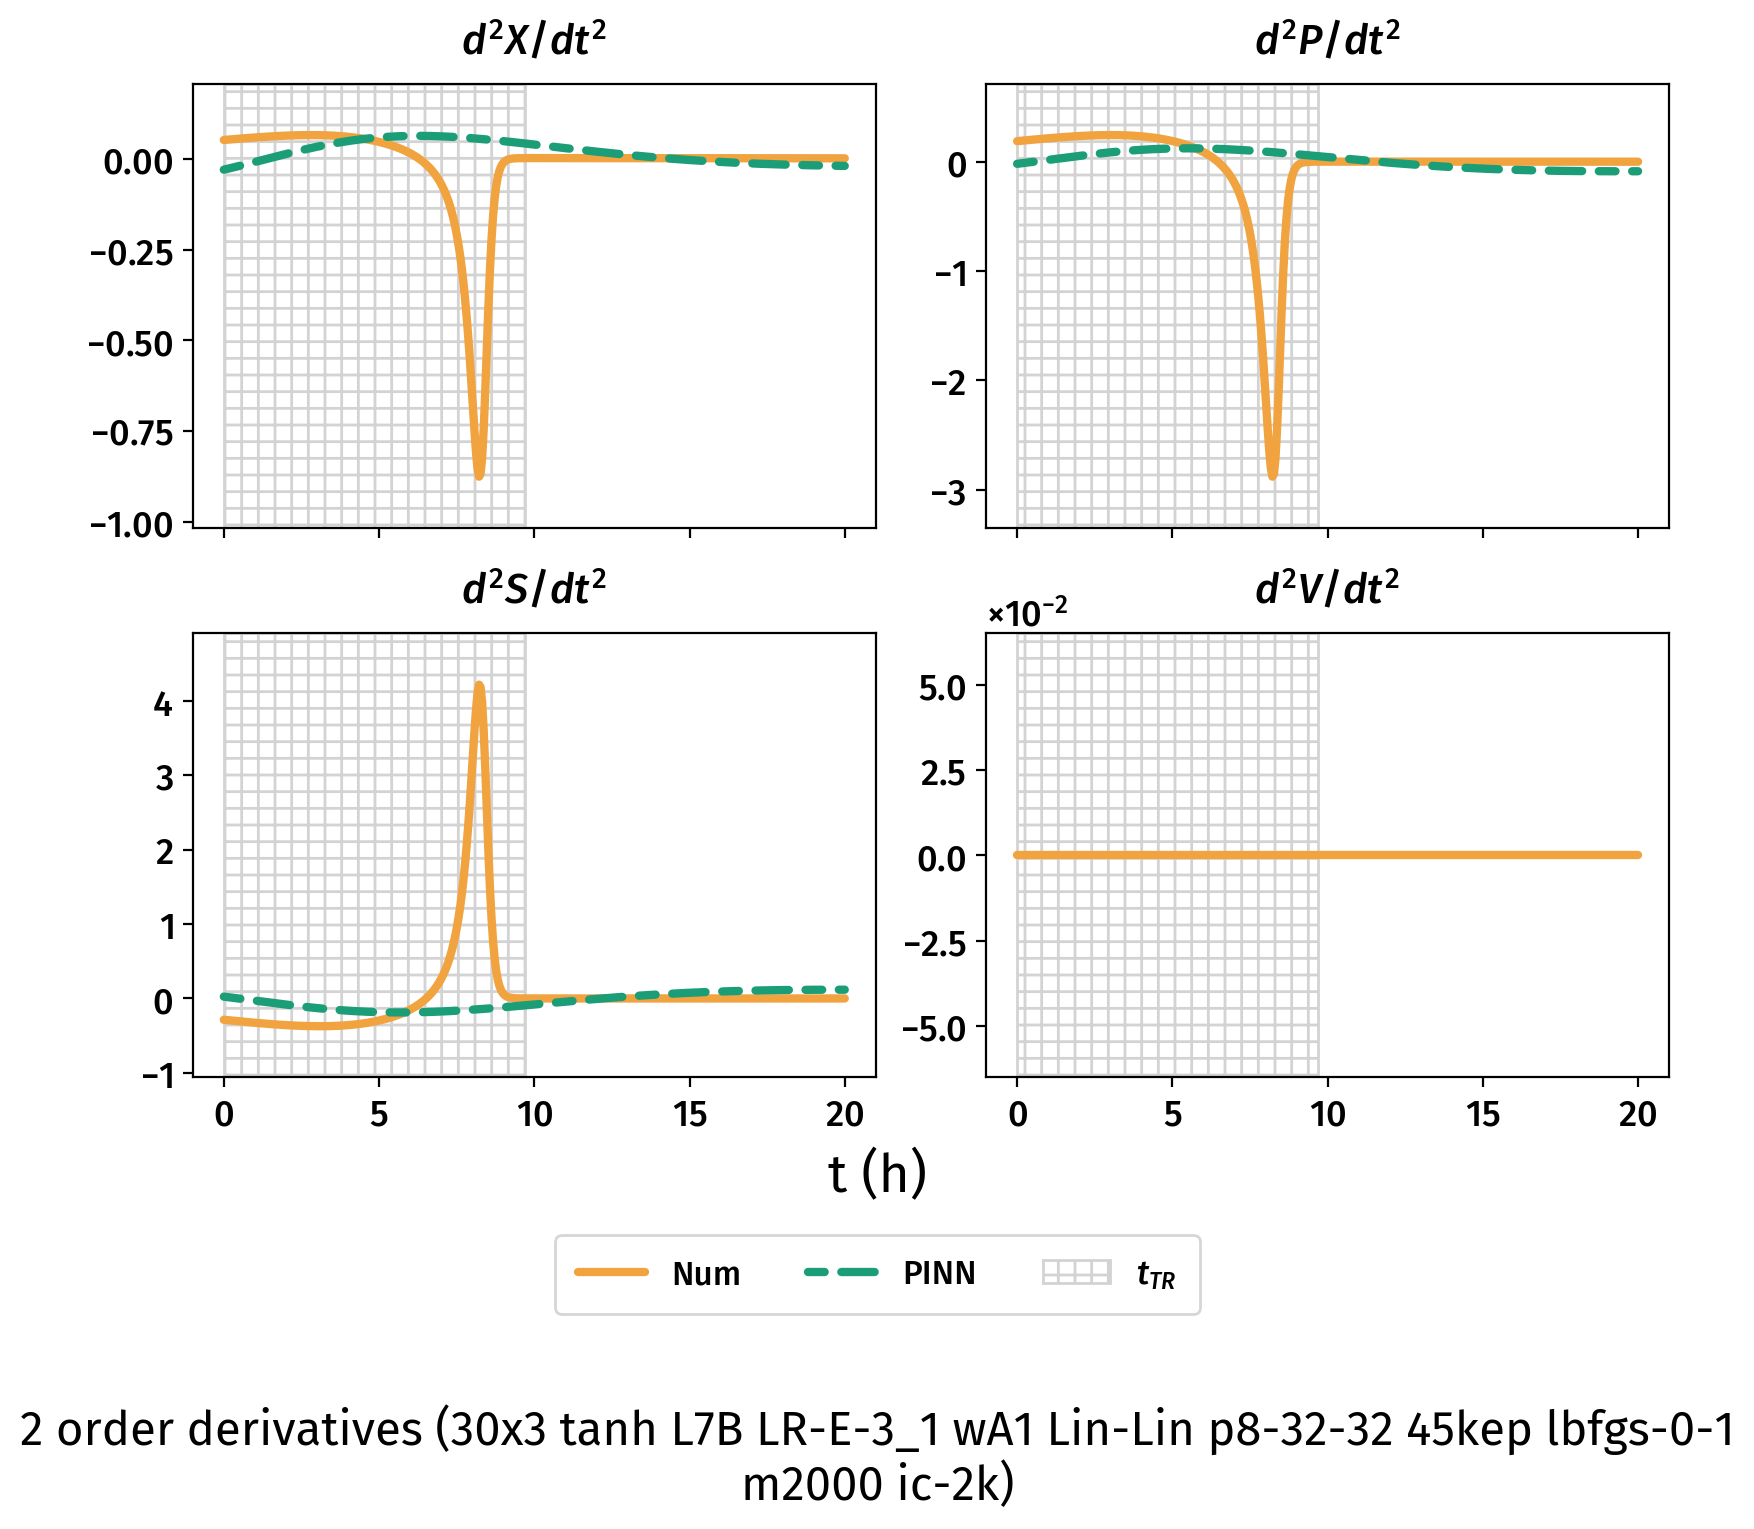 d²X/dt²
d²P/dt²
0.00
−0.25
−0.50
−0.75
−1.00
0
−1
−2
−3
d²S/dt²
d²V/dt²
×10⁻²
4
3
2
1
0
−1
5.0
2.5
0.0
−2.5
−5.0
0 5 10 15 20
0 5 10 15 20
t (h)
Num PINN t_TR
2 order derivatives (30x3 tanh L7B LR-E-3_1 wA1 Lin-Lin p8-32-32 45kep lbfgs-0-1
m2000 ic-2k)